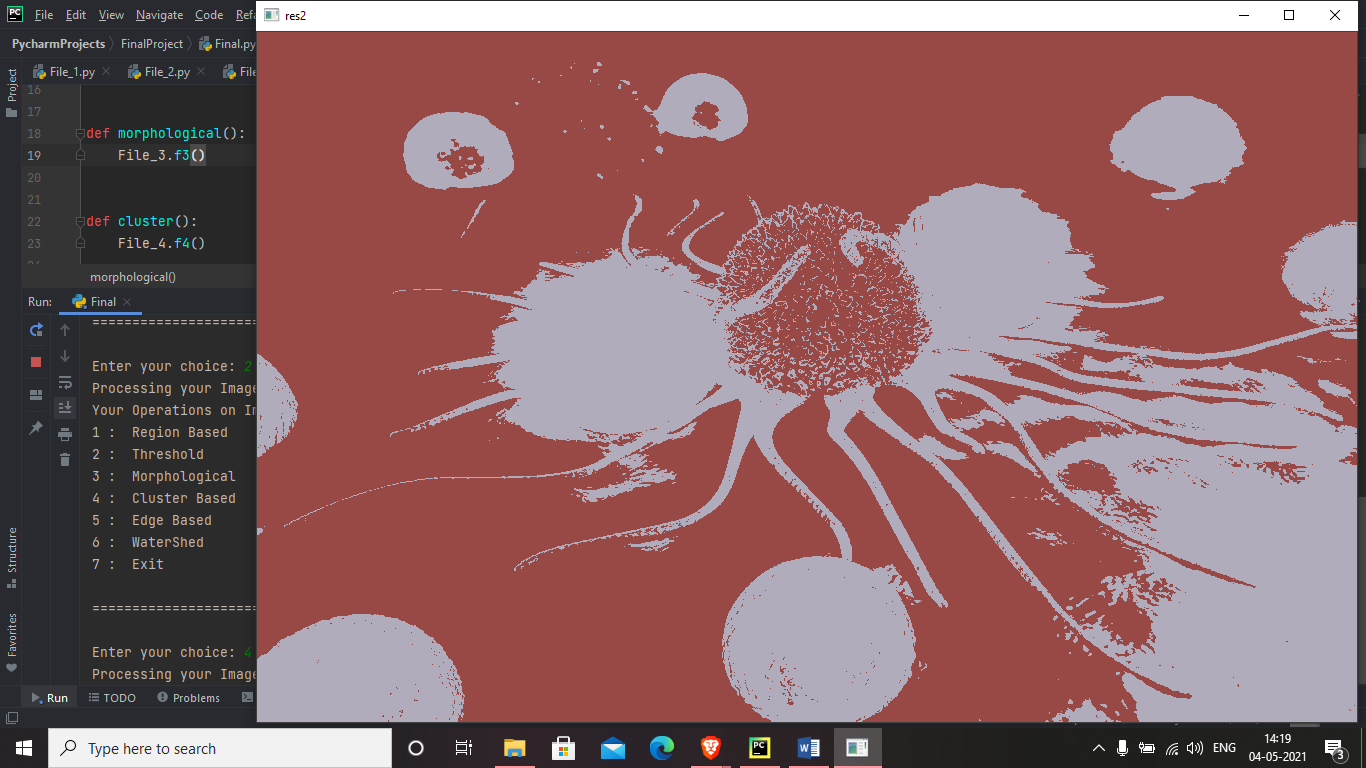 PC File Edit View Navigate Code Refa
res2
PycharmProjects FinalProject Final.py
File_1.py File_2.py File
Project
16
17
18 def morphological():
19 File_3.f3()
20
21
22 def cluster():
23 File_4.f4()
morphological()
Run: Final
==========================
Enter your choice: 2
Processing your Image
Your Operations on Im
1 : Region Based
2 : Threshold
3 : Morphological
4 : Cluster Based
5 : Edge Based
6 : WaterShed
7 : Exit
==========================
Enter your choice: 4
Processing your Image
Structure
Favorites
Run TODO Problems
Type here to search
PC
W
ENG
14:19
04-05-2021
3